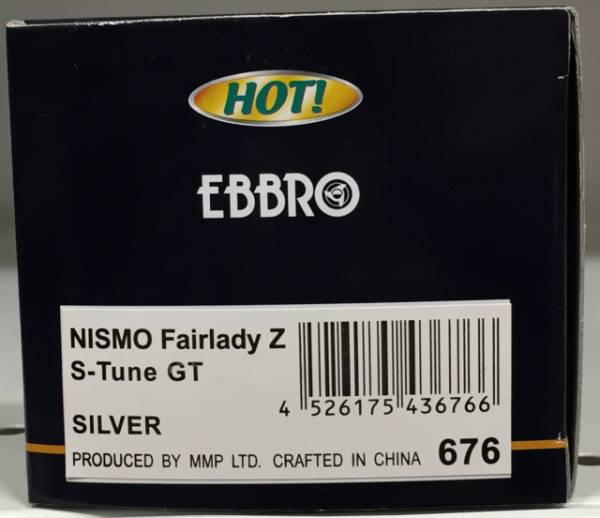 HOT!
EBBRO
NISMO Fairlady Z
S-Tune GT
4 526175 436766
SILVER
PRODUCED BY MMP LTD. CRAFTED IN CHINA 676